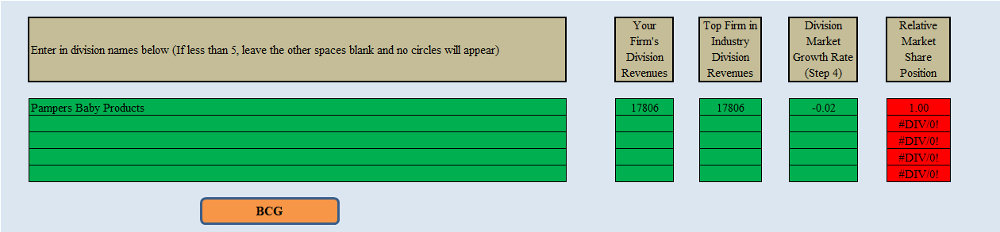 Enter in division names below (If less than 5, leave the other spaces blank and no circles will appear)
Your
Firm's
Division
Revenues
Top Firm in
Industry
Division
Revenues
Division
Market
Growth Rate
(Step 4)
Relative
Market
Share
Position
Pampers Baby Products 17806 17806 -0.02 1.00
#DIV/0!
#DIV/0!
#DIV/0!
#DIV/0!
BCG